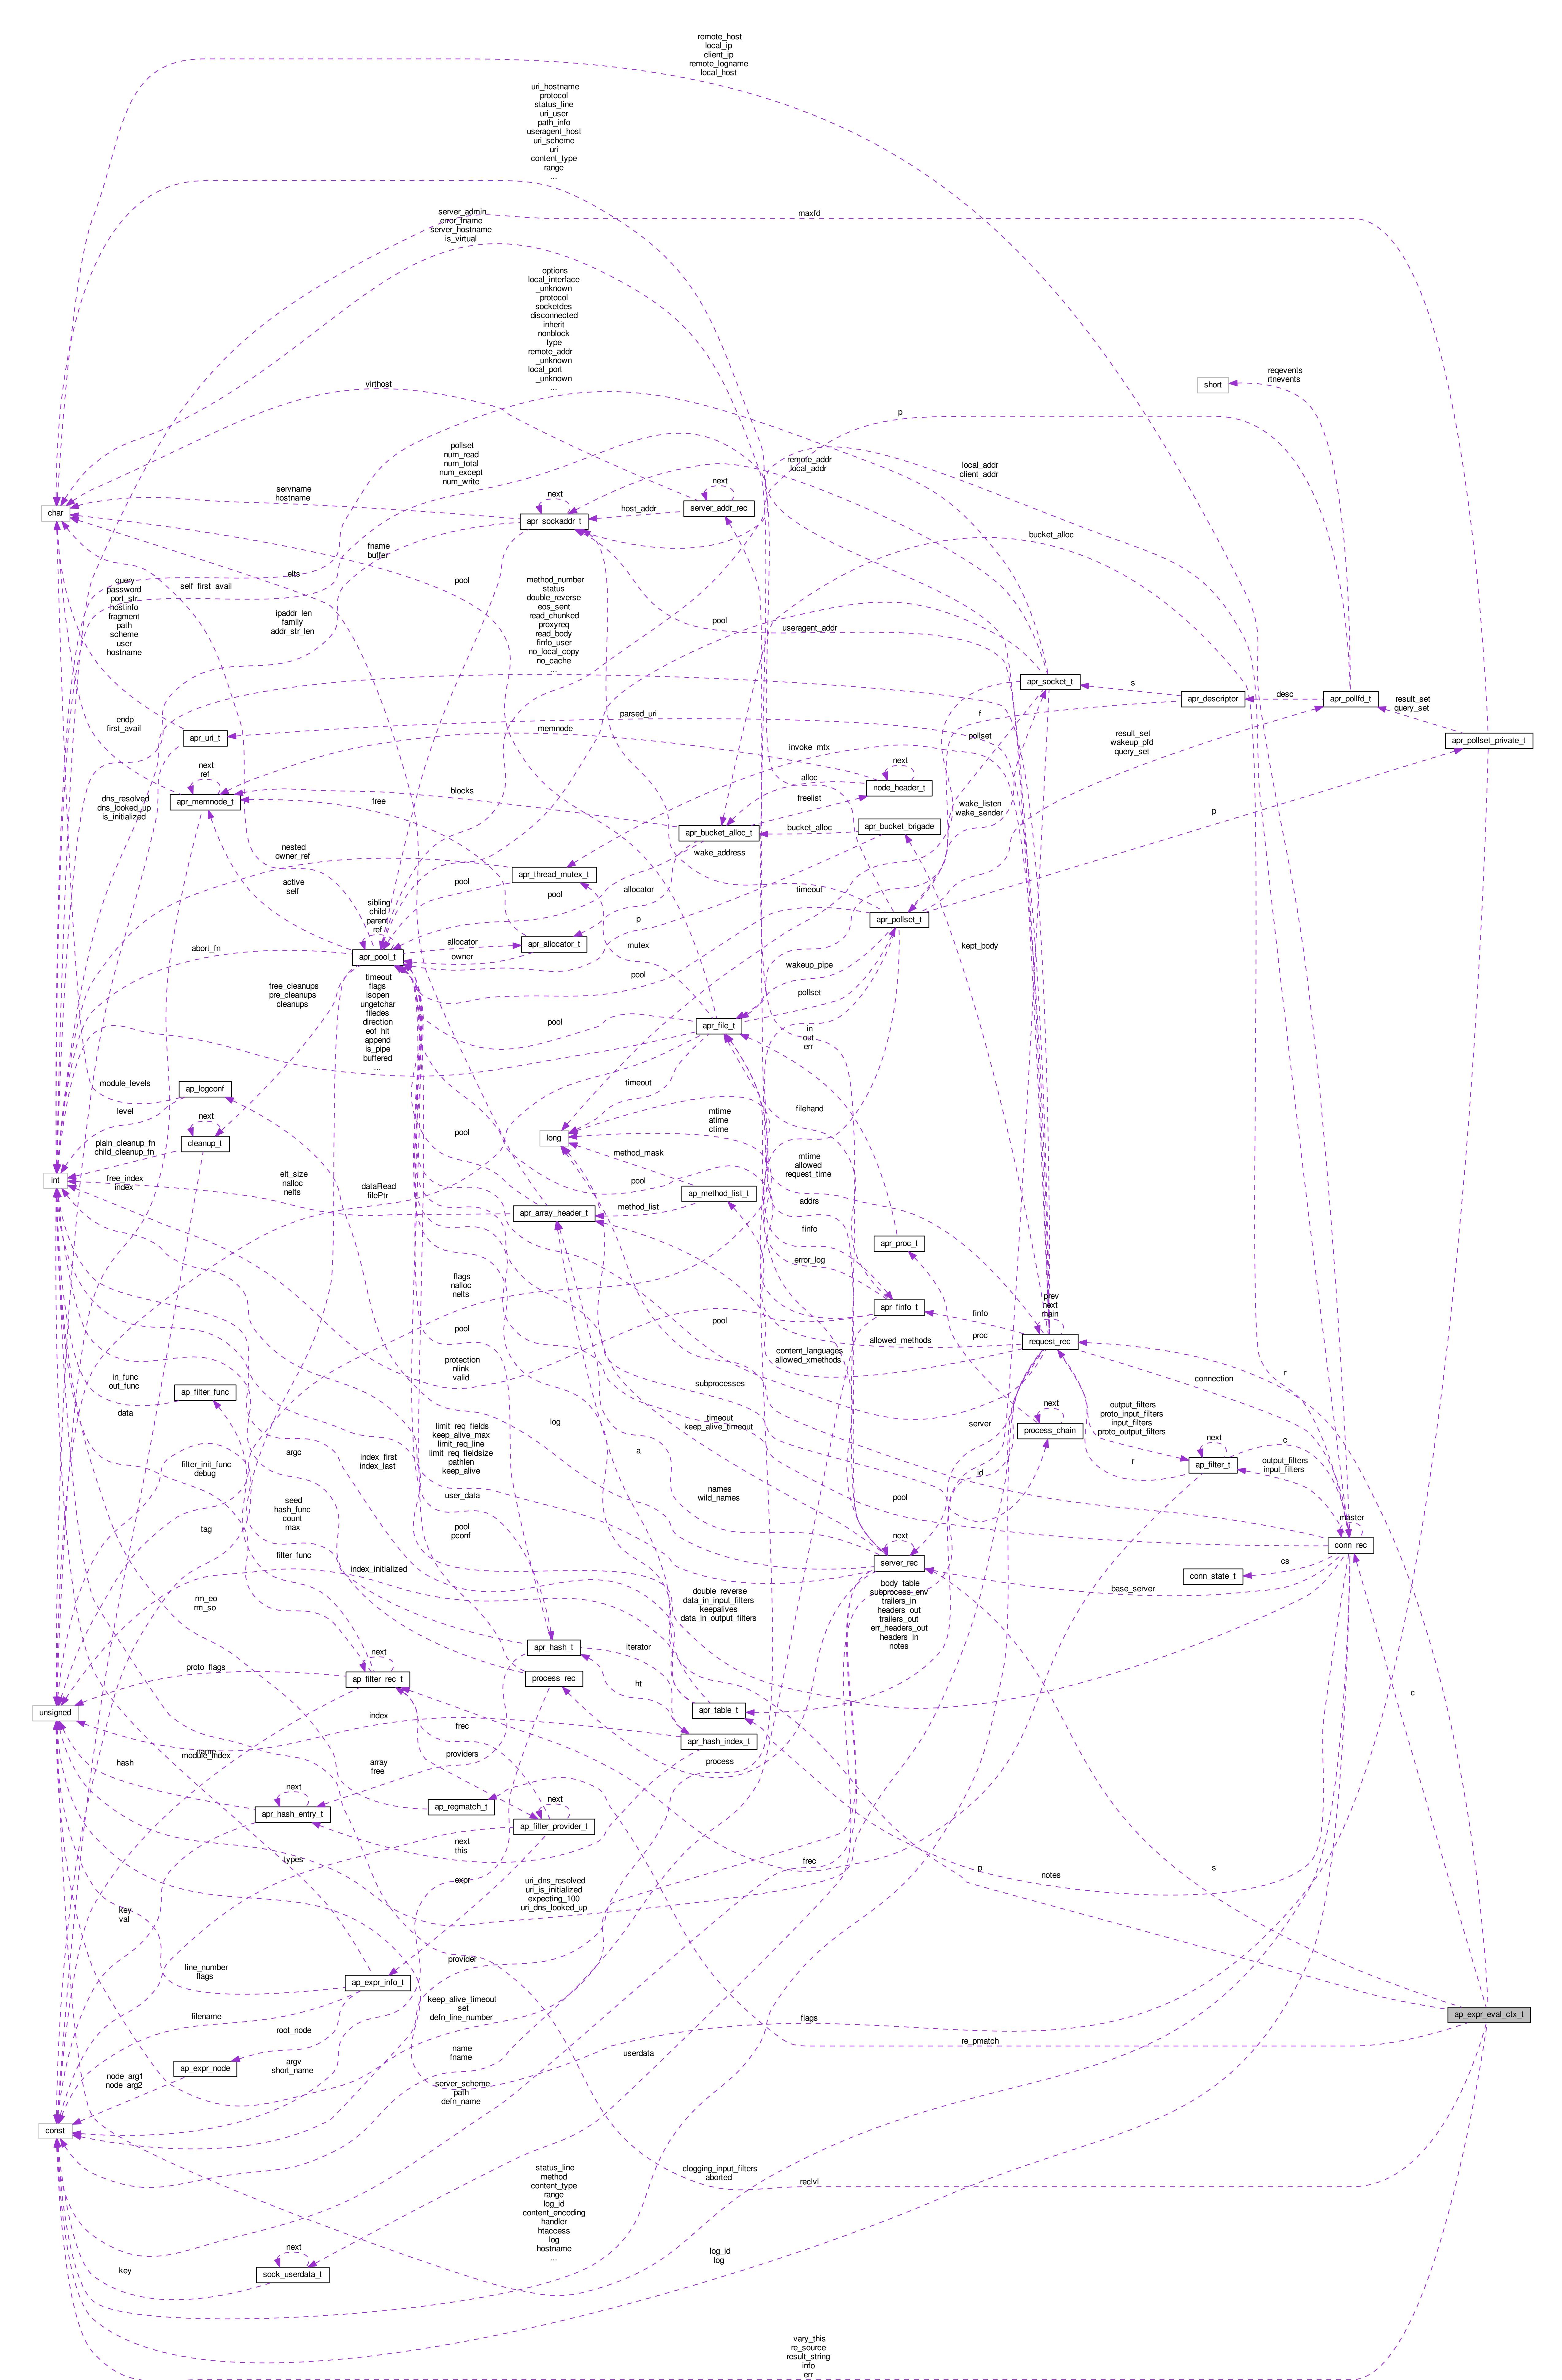 remote_host
local_ip
client_ip
remote_logname
local_host
uri_hostname
protocol
status_line
uri_user
path_info
useragent_host
uri_scheme
uri
content_type
range
...
server_admin
error_fname
server_hostname
is_virtual
maxfd
options
local_interface
_unknown
protocol
socketdes
disconnected
inherit
nonblock
type
remote_addr
_unknown
local_port
_unknown
...
virthost
short
reqevents
rtnevents
p
pollset
num_read
num_total
num_except
num_write
remote_addr
local_addr
local_addr
client_addr
servname
hostname
next
next
char
apr_sockaddr_t
host_addr
server_addr_rec
bucket_alloc
fname
buffer
elts
pool
self_first_avail
query
password
port_str
hostinfo
fragment
path
scheme
user
hostname
method_number
status
double_reverse
eos_sent
read_chunked
proxyreq
read_body
finfo_user
no_local_copy
no_cache
...
ipaddr_len
family
addr_str_len
pool
useragent_addr
apr_socket_t
s
apr_descriptor
desc
apr_pollfd_t
result_set
query_set
endp
first_avail
apr_uri_t
parsed_uri
memnode
f
pollset
result_set
wakeup_pfd
query_set
apr_pollset_private_t
invoke_mtx
next
ref
next
apr_memnode_t
alloc
node_header_t
dns_resolved
dns_looked_up
is_initialized
free
blocks
freelist
wake_listen
wake_sender
p
apr_bucket_alloc_t
bucket_alloc
apr_bucket_brigade
nested
owner_ref
wake_address
apr_thread_mutex_t
active
self
pool
pool
allocator
timeout
sibling
child
parent
ref
p
apr_pollset_t
abort_fn
apr_pool_t
allocator
owner
apr_allocator_t
mutex
kept_body
free_cleanups
pre_cleanups
cleanups
timeout
flags
isopen
ungetchar
filedes
direction
eof_hit
append
is_pipe
buffered
...
pool
wakeup_pipe
pollset
pool
apr_file_t
in
out
err
module_levels
ap_logconf
timeout
level
next
mtime
atime
ctime
filehand
plain_cleanup_fn
child_cleanup_fn
cleanup_t
pool
long
method_mask
mtime
allowed
request_time
int
free_index
index
elt_size
nalloc
nelts
dataRead
filePtr
pool
ap_method_list_t
apr_array_header_t
method_list
addrs
finfo
apr_proc_t
error_log
flags
nalloc
nelts
apr_finfo_t
finfo
prev
next
main
pool
pool
proc
request_rec
allowed_methods
content_languages
allowed_xmethods
protection
nlink
valid
in_func
out_func
ap_filter_func
subprocesses
connection
r
data
limit_req_fields
keep_alive_max
limit_req_line
limit_req_fieldsize
pathlen
keep_alive
log
timeout
keep_alive_timeout
server
next
process_chain
output_filters
proto_input_filters
input_filters
proto_output_filters
next
c
argc
a
r
ap_filter_t
output_filters
input_filters
filter_init_func
debug
index_first
index_last
id
user_data
names
wild_names
pool
seed
hash_func
count
max
master
tag
pool
pconf
next
conn_rec
filter_func
index_initialized
server_rec
cs
conn_state_t
rm_eo
rm_so
double_reverse
data_in_input_filters
keepalives
data_in_output_filters
body_table
subprocess_env
trailers_in
headers_out
trailers_out
err_headers_out
headers_in
notes
base_server
apr_hash_t
iterator
next
proto_flags
ap_filter_rec_t
process_rec
ht
c
unsigned
index
frec
apr_table_t
name
module_index
hash
array
free
providers
apr_hash_index_t
process
next
apr_hash_entry_t
ap_regmatch_t
next
ap_filter_provider_t
next
this
types
expr
frec
p
s
notes
uri_dns_resolved
uri_is_initialized
expecting_100
uri_dns_looked_up
key
val
line_number
flags
provider
ap_expr_info_t
filename
keep_alive_timeout
_set
defn_line_number
flags
ap_expr_eval_ctx_t
root_node
re_pmatch
name
fname
userdata
argv
short_name
ap_expr_node
node_arg1
node_arg2
server_scheme
path
defn_name
const
status_line
method
content_type
range
log_id
content_encoding
handler
htaccess
log
hostname
...
clogging_input_filters
aborted
reclvl
next
key
sock_userdata_t
log_id
log
vary_this
re_source
result_string
info
err